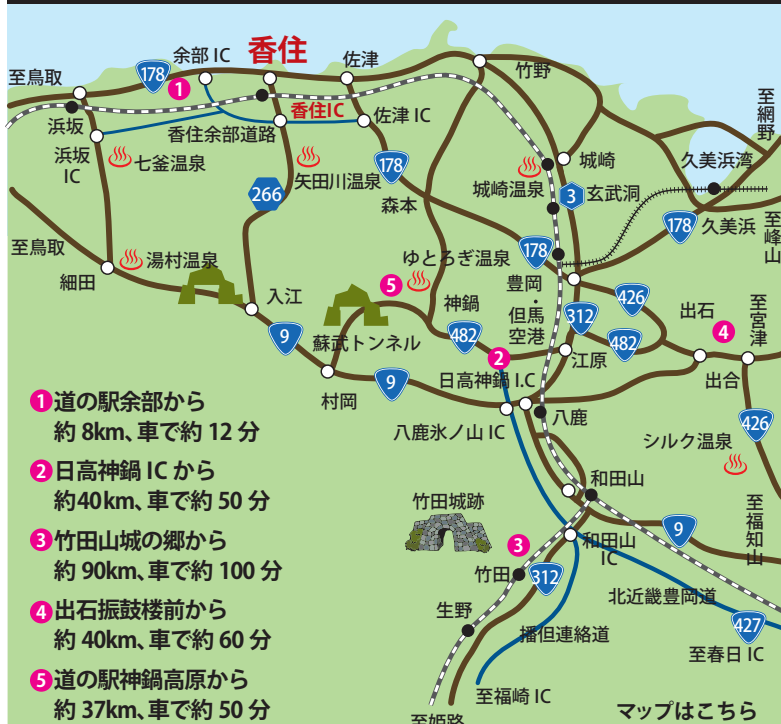 余部 IC
香住
佐津
至鳥取
178
1
竹野
浜坂
香住IC
佐津 IC
香住余部道路
浜坂
IC
七釜温泉
矢田川温泉
178
城崎
至網野
久美浜湾
266
森本
城崎温泉
3
玄武洞
至鳥取
湯村温泉
ゆとろぎ温泉
178
178
久美浜
至峰山
細田
5
豊岡
・
但馬
空港
426
入江
神鍋
出石
至宮津
312
4
9
蘇武トンネル
482
2
482
江原
日高神鍋 I.C
出合
村岡
9
八鹿
426
八鹿氷ノ山 IC
シルク温泉
1道の駅余部から
約 8km、車で約 12 分
2日高神鍋 IC から
約40km、車で約 50 分
3竹田山城の郷から
約 90km、車で約 100 分
4出石振鼓楼前から
約 40km、車で約 60 分
5道の駅神鍋高原から
約 37km、車で約 50 分
竹田城跡
和田山
至福知山
3
9
和田山
IC
竹田
312
北近畿豊岡道
生野
427
播但連絡道
至春日 IC
至福崎 IC
至姫路
マップはこちら